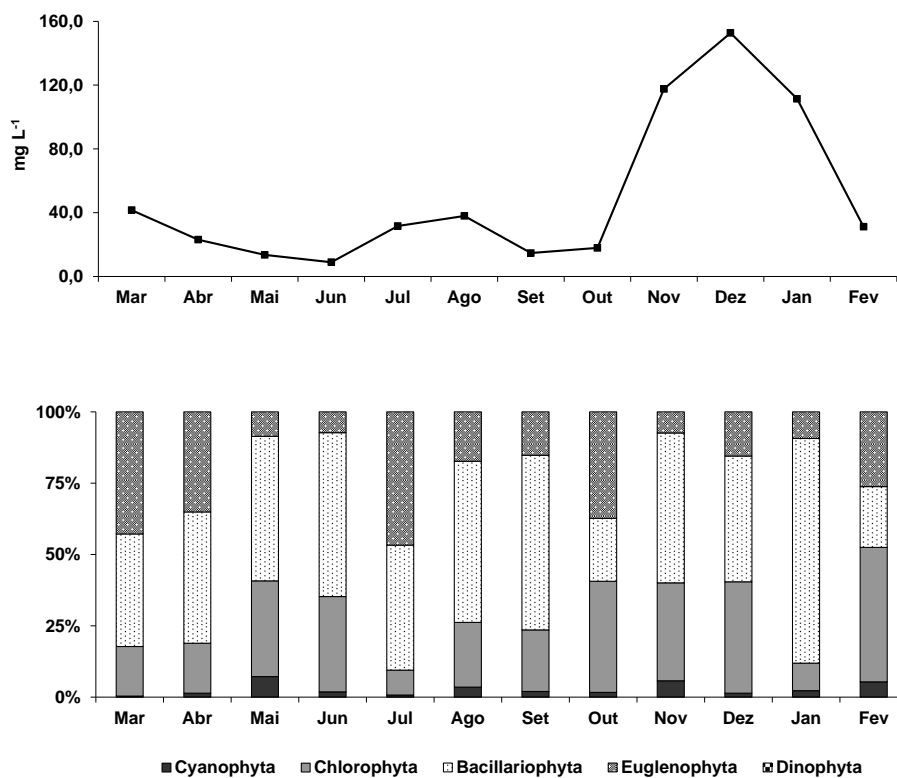 160,0
120,0
80,0
40,0
0,0
mg L-1
Mar Abr Mai Jun Jul Ago Set Out Nov Dez Jan Fev
100%
75%
50%
25%
0%
Mar Abr Mai Jun Jul Ago Set Out Nov Dez Jan Fev
Cyanophyta Chlorophyta Bacillariophyta Euglenophyta Dinophyta